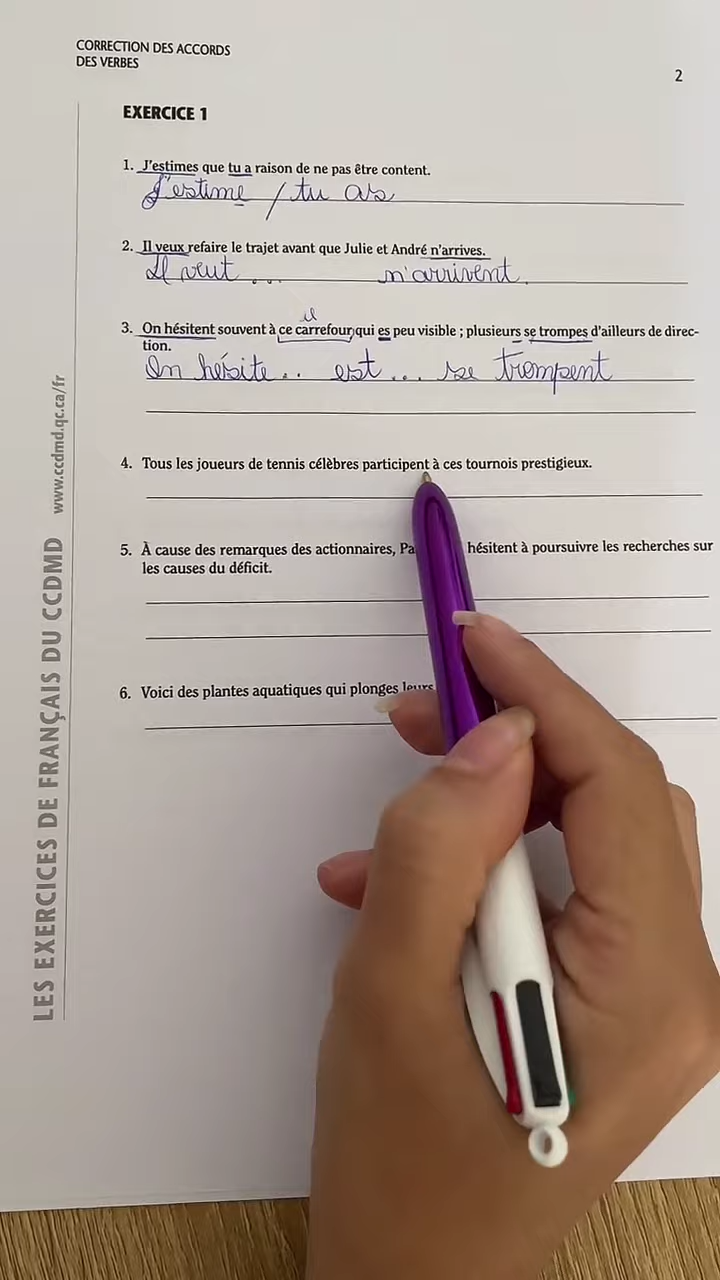 CORRECTION DES ACCORDS
DES VERBES
2
EXERCICE 1
1. J'estimes que tu a raison de ne pas être content.
J'estime / tu as
2. Il veux refaire le trajet avant que Julie et André n'arrives.
Il veut ... n'arrivent.
il
3. On hésitent souvent à ce carrefour qui es peu visible ; plusieurs se trompes d'ailleurs de direc-
tion.
On hésite.. est... se trompent
4. Tous les joueurs de tennis célèbres participent à ces tournois prestigieux.
5. À cause des remarques des actionnaires, hésitent à poursuivre les recherches sur
les causes du déficit.
6. Voici des plantes aquatiques qui plonges leurs
LES EXERCICES DE FRANÇAIS DU CCDMD www.ccdmd.qc.ca/fr